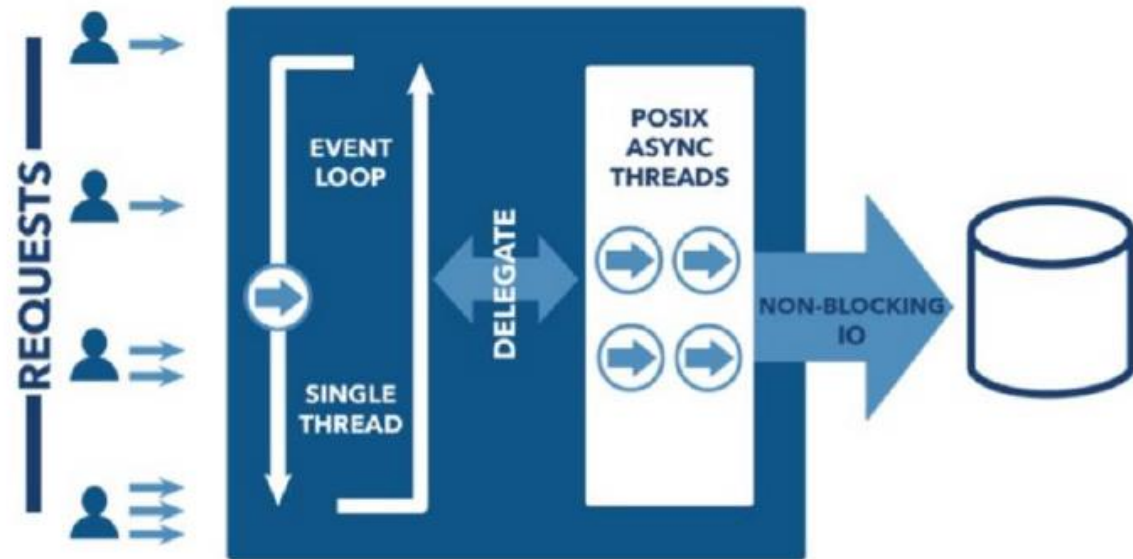 REQUESTS
EVENT
LOOP
SINGLE
THREAD
DELEGATE
POSIX
ASYNC
THREADS
NON-BLOCKING
IO